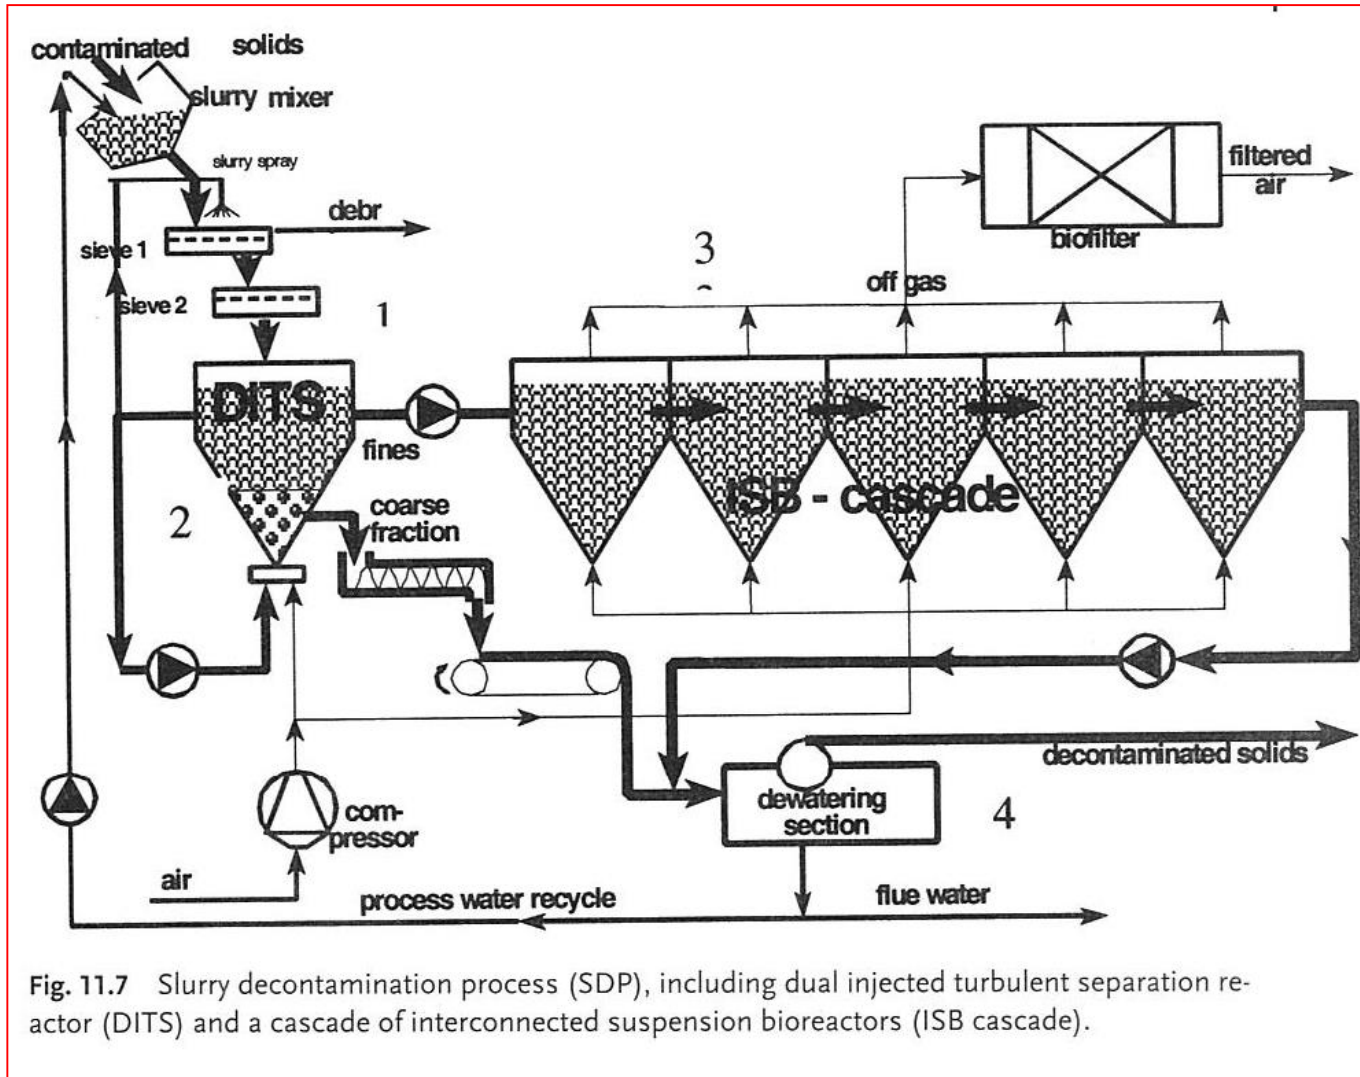 contaminated solids
slurry mixer
slurry spray
debr
sieve 1
sieve 2
1
3
off gas
biofilter
filtered
air
DITS
fines
2
coarse
fraction
ISB - cascade
com-
pressor
air
dewatering
section
4
decontaminated solids
process water recycle
flue water
Fig. 11.7 Slurry decontamination process (SDP), including dual injected turbulent separation re-
actor (DITS) and a cascade of interconnected suspension bioreactors (ISB cascade).